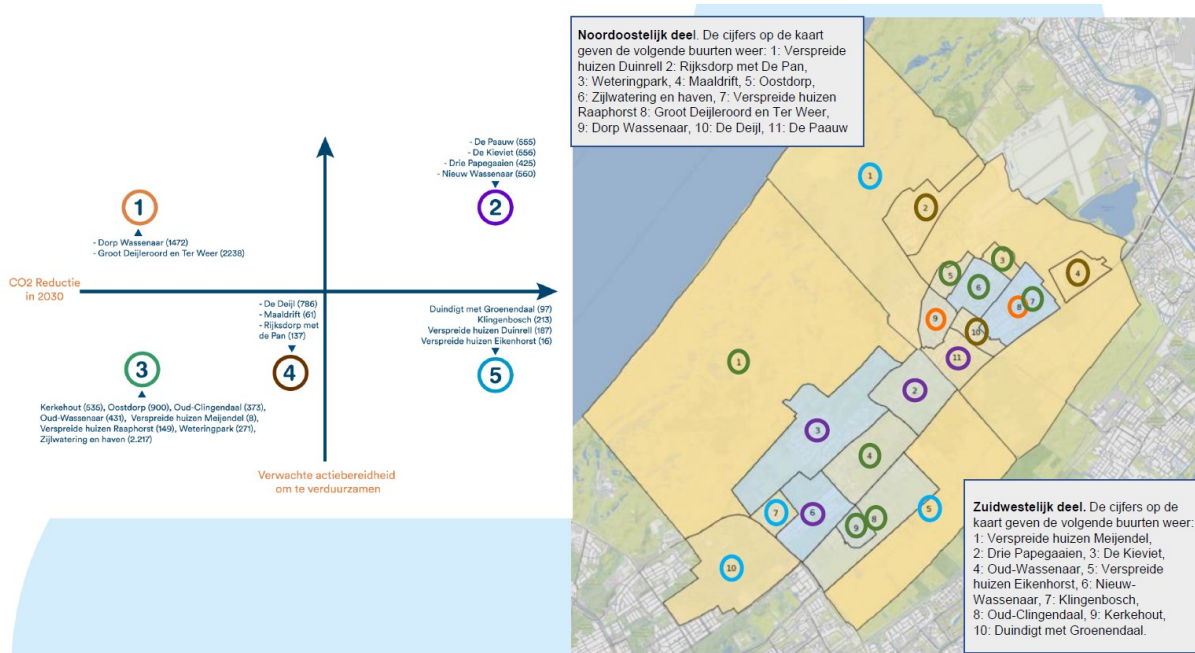 - De Paauw (555)
- De Kieviet (556)
- Drie Papegaaien (425)
- Nieuw Wassenaar (560)
1
2
- Dorp Wassenaar (1472)
- Groot Deijleroord en Ter Weer (2238)
CO2 Reductie
in 2030
- De Deijl (786)
- Maaldrift (61)
- Rijksdorp met
de Pan (137)
Duindigt met Groenendaal (97)
Klingenbosch (213)
Verspreide huizen Duinrell (187)
Verspreide huizen Eikenhorst (16)
3
4
5
Kerkehout (535), Oostdorp (900), Oud-Clingendaal (373),
Oud-Wassenaar (431), Verspreide huizen Meijendel (8),
Verspreide huizen Raaphorst (149), Weteringpark (271),
Zijlwatering en haven (2.217)
Verwachte actiebereidheid
om te verduurzamen
Noordoostelijk deel. De cijfers op de kaart
geven de volgende buurten weer: 1: Verspreide
huizen Duinrell 2: Rijksdorp met De Pan,
3: Weteringpark, 4: Maaldrift, 5: Oostdorp,
6: Zijlwatering en haven, 7: Verspreide huizen
Raaphorst 8: Groot Deijleroord en Ter Weer,
9: Dorp Wassenaar, 10: De Deijl, 11: De Paauw
1
2
3
5
4
6
8
7
9
10
11
1
2
3
4
7
6
5
8
9
10
Zuidwestelijk deel. De cijfers op de
kaart geven de volgende buurten weer:
1: Verspreide huizen Meijendel,
2: Drie Papegaaien, 3: De Kieviet,
4: Oud-Wassenaar, 5: Verspreide
huizen Eikenhorst, 6: Nieuw-
Wassenaar, 7: Klingenbosch,
8: Oud-Clingendaal, 9: Kerkehout,
10: Duindigt met Groenendaal.